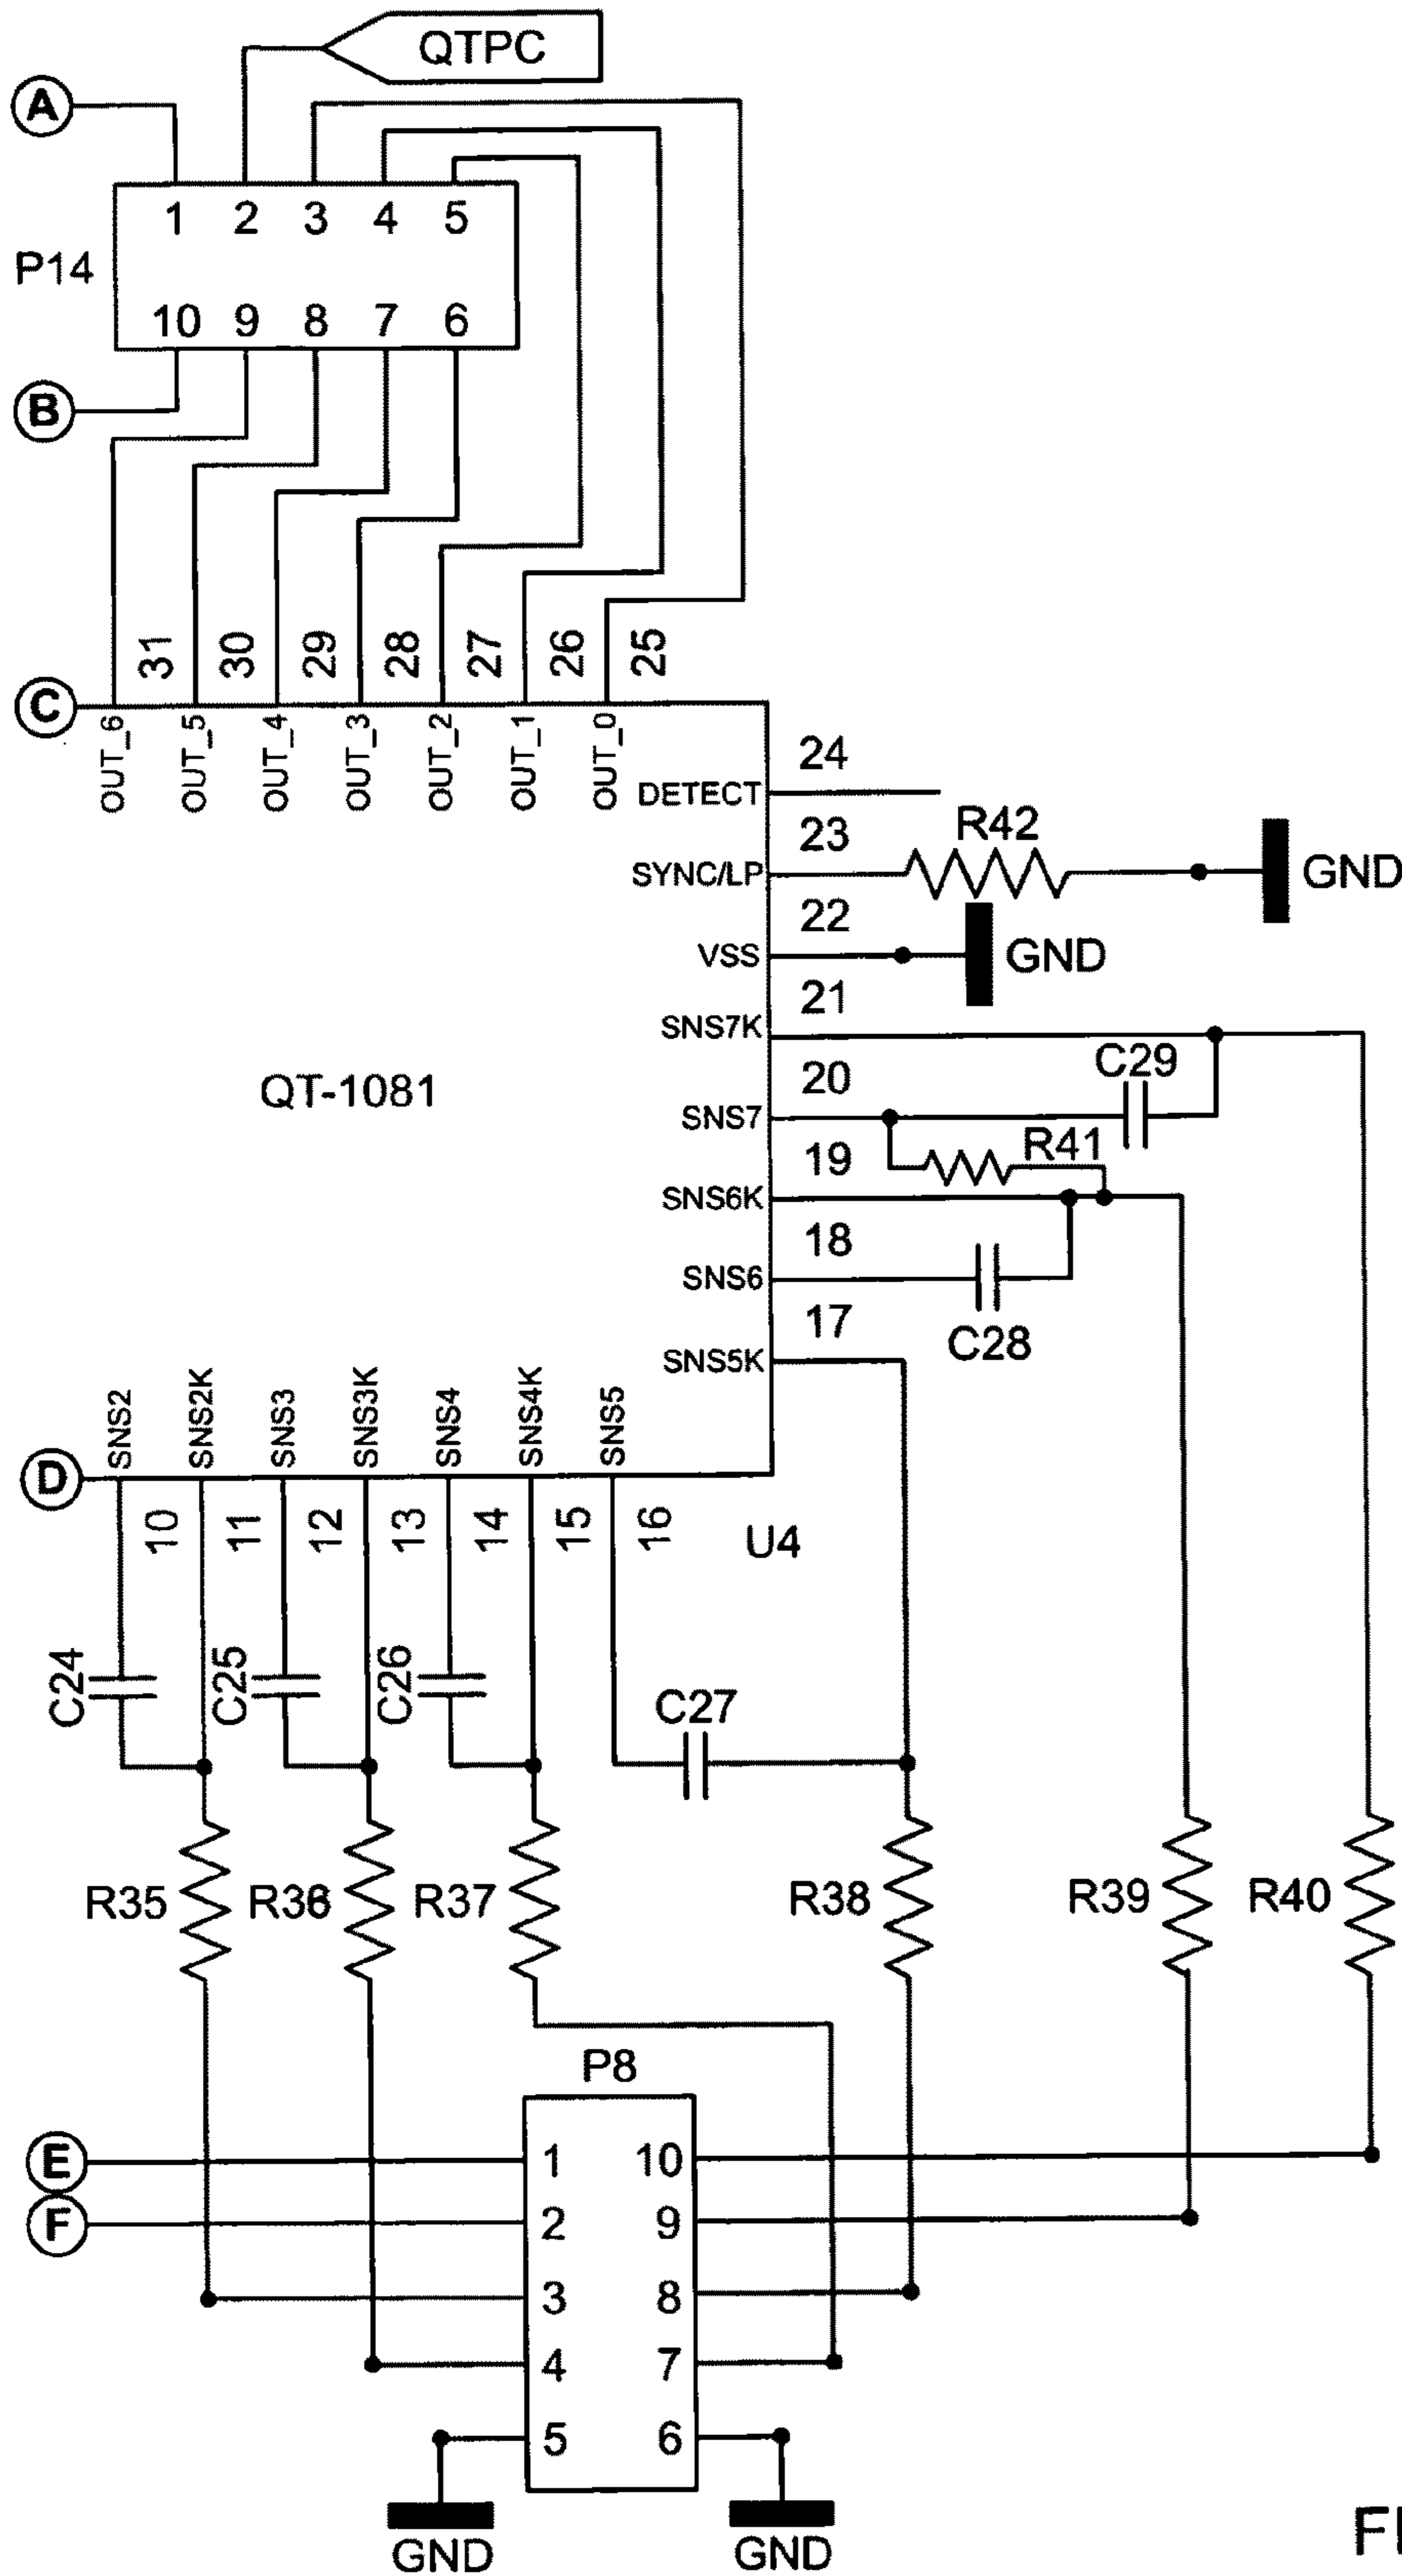 QTPC
A
1 2 3 4 5
P14
10 9 8 7 6
B
31 30 29 28 27 26 25
C
OUT_6 OUT_5 OUT_4 OUT_3 OUT_2 OUT_1 OUT_0
24
DETECT
23 R42
SYNC/LP GND
22
VSS GND
21
SNS7K
QT-1081
20 C29
SNS7
19 R41
SNS6K
18
SNS6
17 C28
SNS5K
SNS2 SNS2K SNS3 SNS3K SNS4 SNS4K SNS5
D
10 11 12 13 14 15 16
U4
C24 C25 C26 C27
R35 R36 R37 R38 R39 R40
P8
E 1 10
F 2 9
3 8
4 7
5 6
GND GND